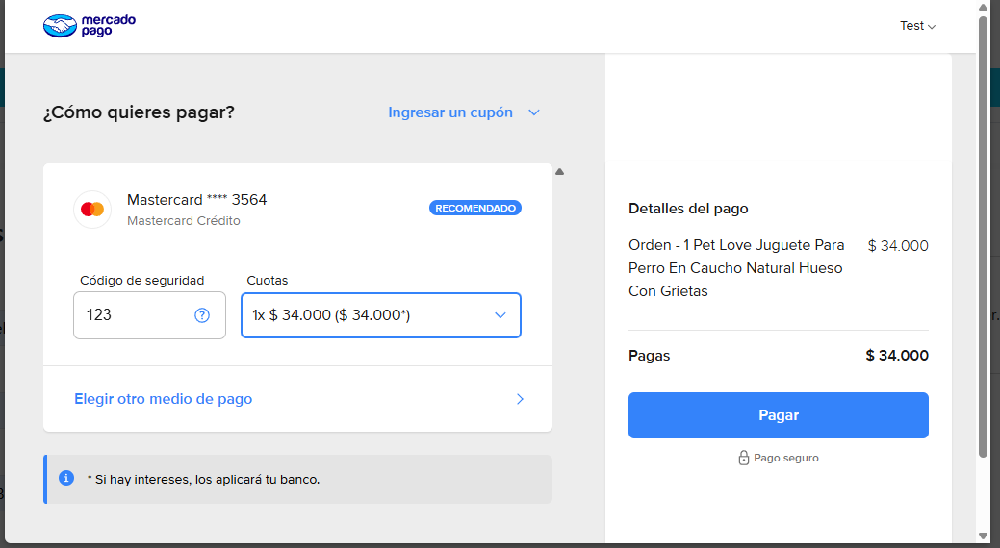 mercado
pago
Test
¿Cómo quieres pagar?
Ingresar un cupón
Mastercard **** 3564
Mastercard Crédito
RECOMENDADO
Código de seguridad
Cuotas
123
?
1x $ 34.000 ($ 34.000*)
Elegir otro medio de pago
i
* Si hay intereses, los aplicará tu banco.
Detalles del pago
Orden - 1 Pet Love Juguete Para
$ 34.000
Perro En Caucho Natural Hueso
Con Grietas
Pagas
$ 34.000
Pagar
Pago seguro